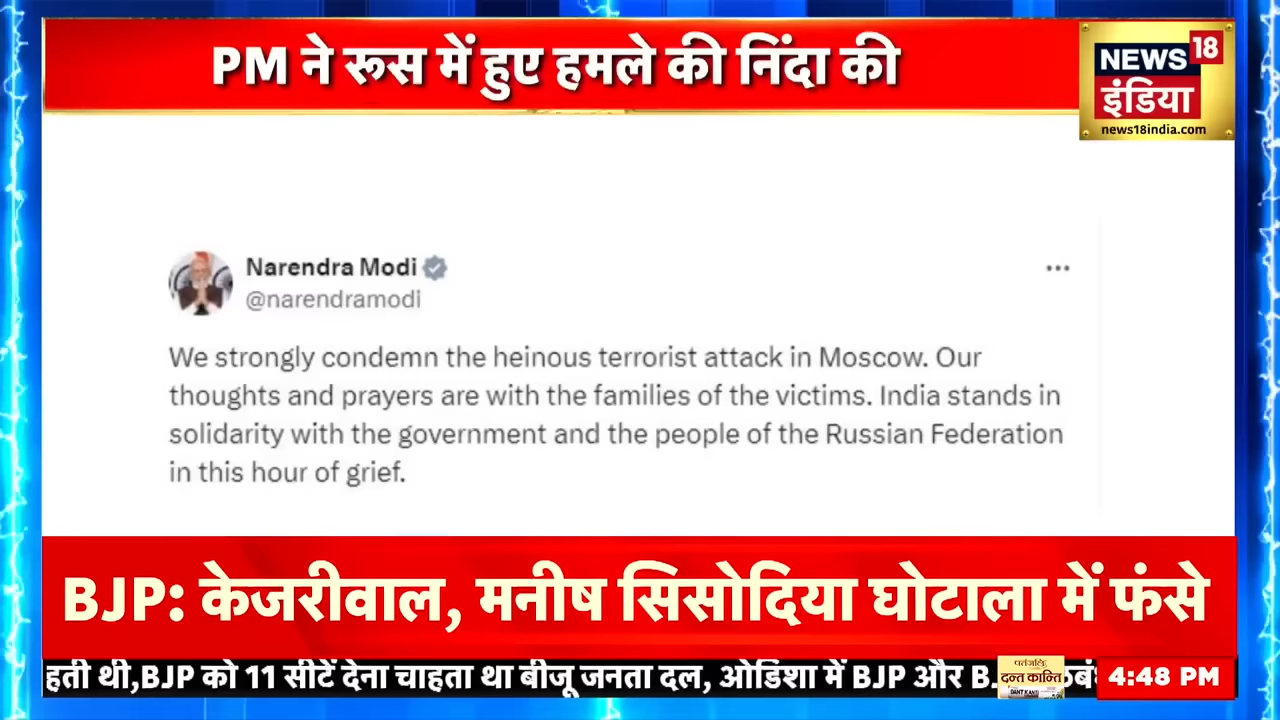 PM ने रूस में हुए हमले की निंदा की
NEWS 18
इंडिया
news18india.com
Narendra Modi
@narendramodi
We strongly condemn the heinous terrorist attack in Moscow. Our
thoughts and prayers are with the families of the victims. India stands in
solidarity with the government and the people of the Russian Federation
in this hour of grief.
BJP: केजरीवाल, मनीष सिसोदिया घोटाला में फंसे
हती थी,BJP को 11 सीटें देना चाहता था बीजू जनता दल, ओडिशा में BJP और
पतंजलि
दन्त कान्ति
4:48 PM